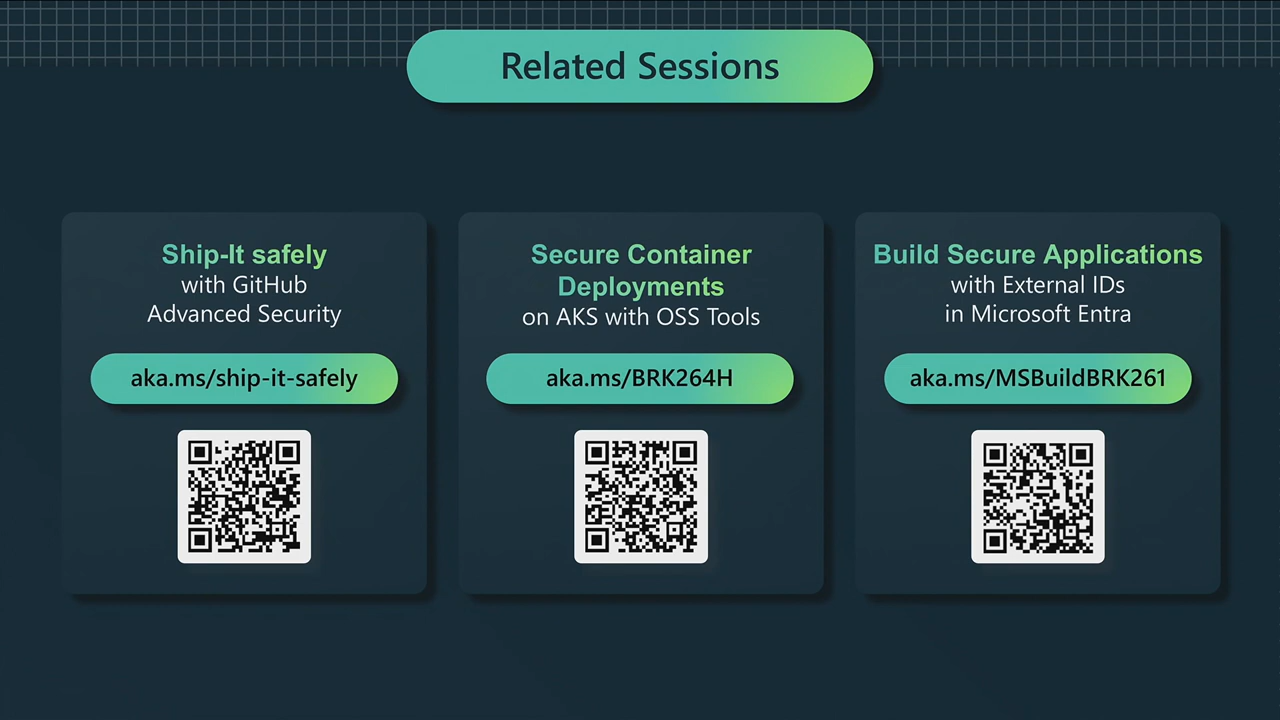 Related Sessions
Ship-It safely
with GitHub
Advanced Security
aka.ms/ship-it-safely
Secure Container
Deployments
on AKS with OSS Tools
aka.ms/BRK264H
Build Secure Applications
with External IDs
in Microsoft Entra
aka.ms/MSBuildBRK261